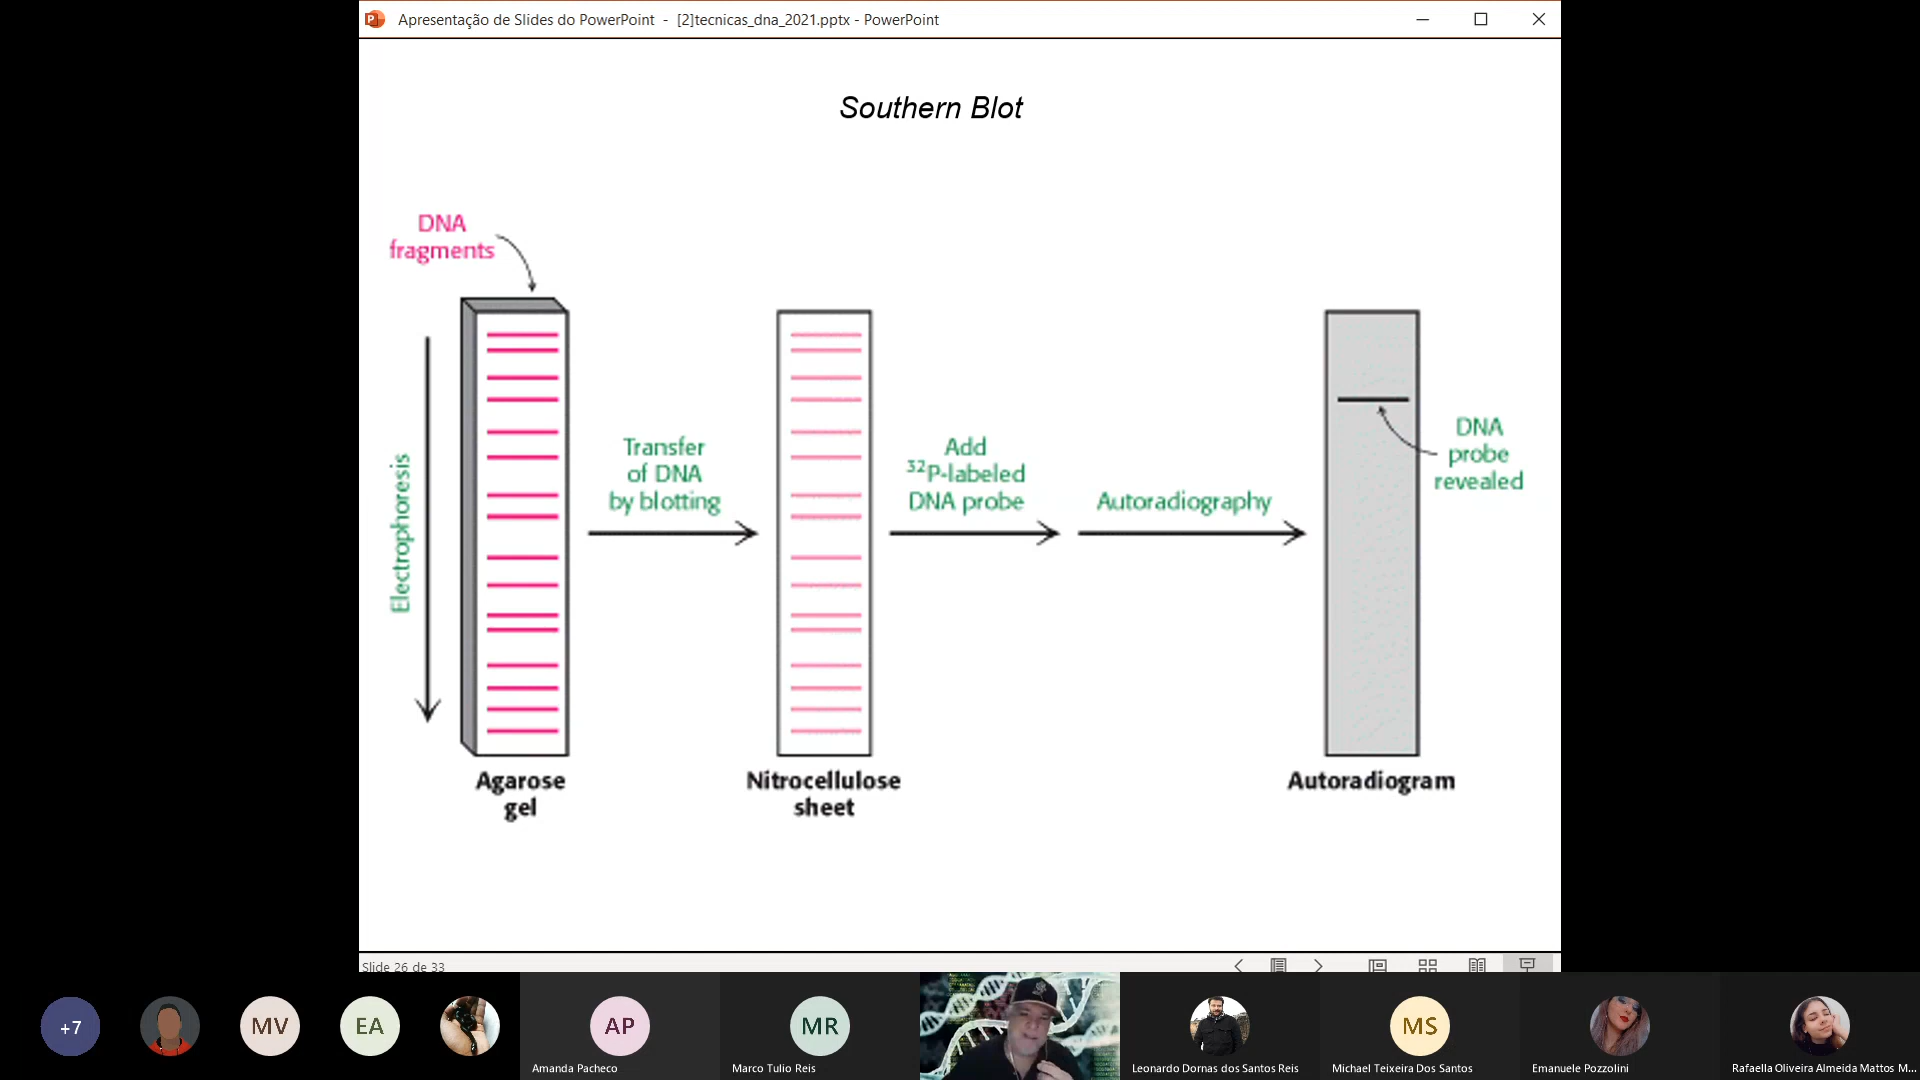 Apresentação de Slides do PowerPoint - [2]tecnicas_dna_2021.pptx - PowerPoint
Southern Blot
DNA
fragments
Electrophoresis
Transfer
of DNA
by blotting
Add
³²P-labeled
DNA probe
Autoradiography
DNA
probe
revealed
Agarose
gel
Nitrocellulose
sheet
Autoradiogram
Slide 26 de 33
+7
MV
EA
AP
Amanda Pacheco
MR
Marco Tulio Reis
Leonardo Dornas dos Santos Reis
MS
Michael Teixeira Dos Santos
Emanuele Pozzolini
Rafaella Oliveira Almeida Mattos M...